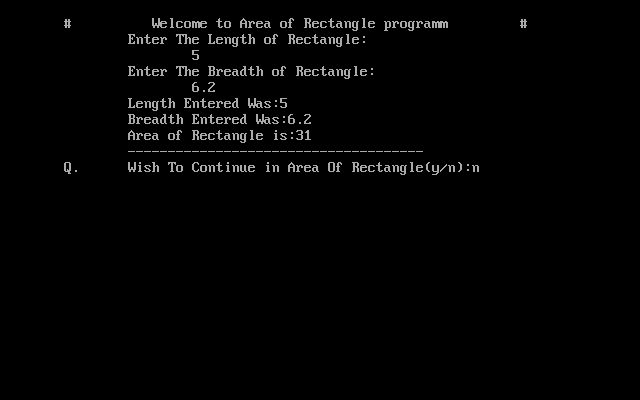 # Welcome to Area of Rectangle programm #
Enter The Length of Rectangle:
5
Enter The Breadth of Rectangle:
6.2
Length Entered Was:5
Breadth Entered Was:6.2
Area of Rectangle is:31
-------------------------------------
Q. Wish To Continue in Area Of Rectangle(y/n):n